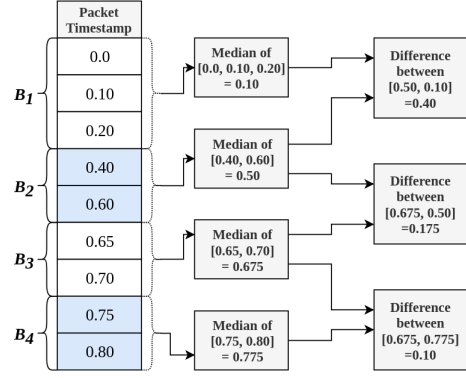 Packet
Timestamp
B1
0.0
0.10
0.20
B2
0.40
0.60
B3
0.65
0.70
B4
0.75
0.80
Median of
[0.0, 0.10, 0.20]
= 0.10
Median of
[0.40, 0.60]
= 0.50
Median of
[0.65, 0.70]
= 0.675
Median of
[0.75, 0.80]
= 0.775
Difference
between
[0.50, 0.10]
=0.40
Difference
between
[0.675, 0.50]
=0.175
Difference
between
[0.675, 0.775]
=0.10